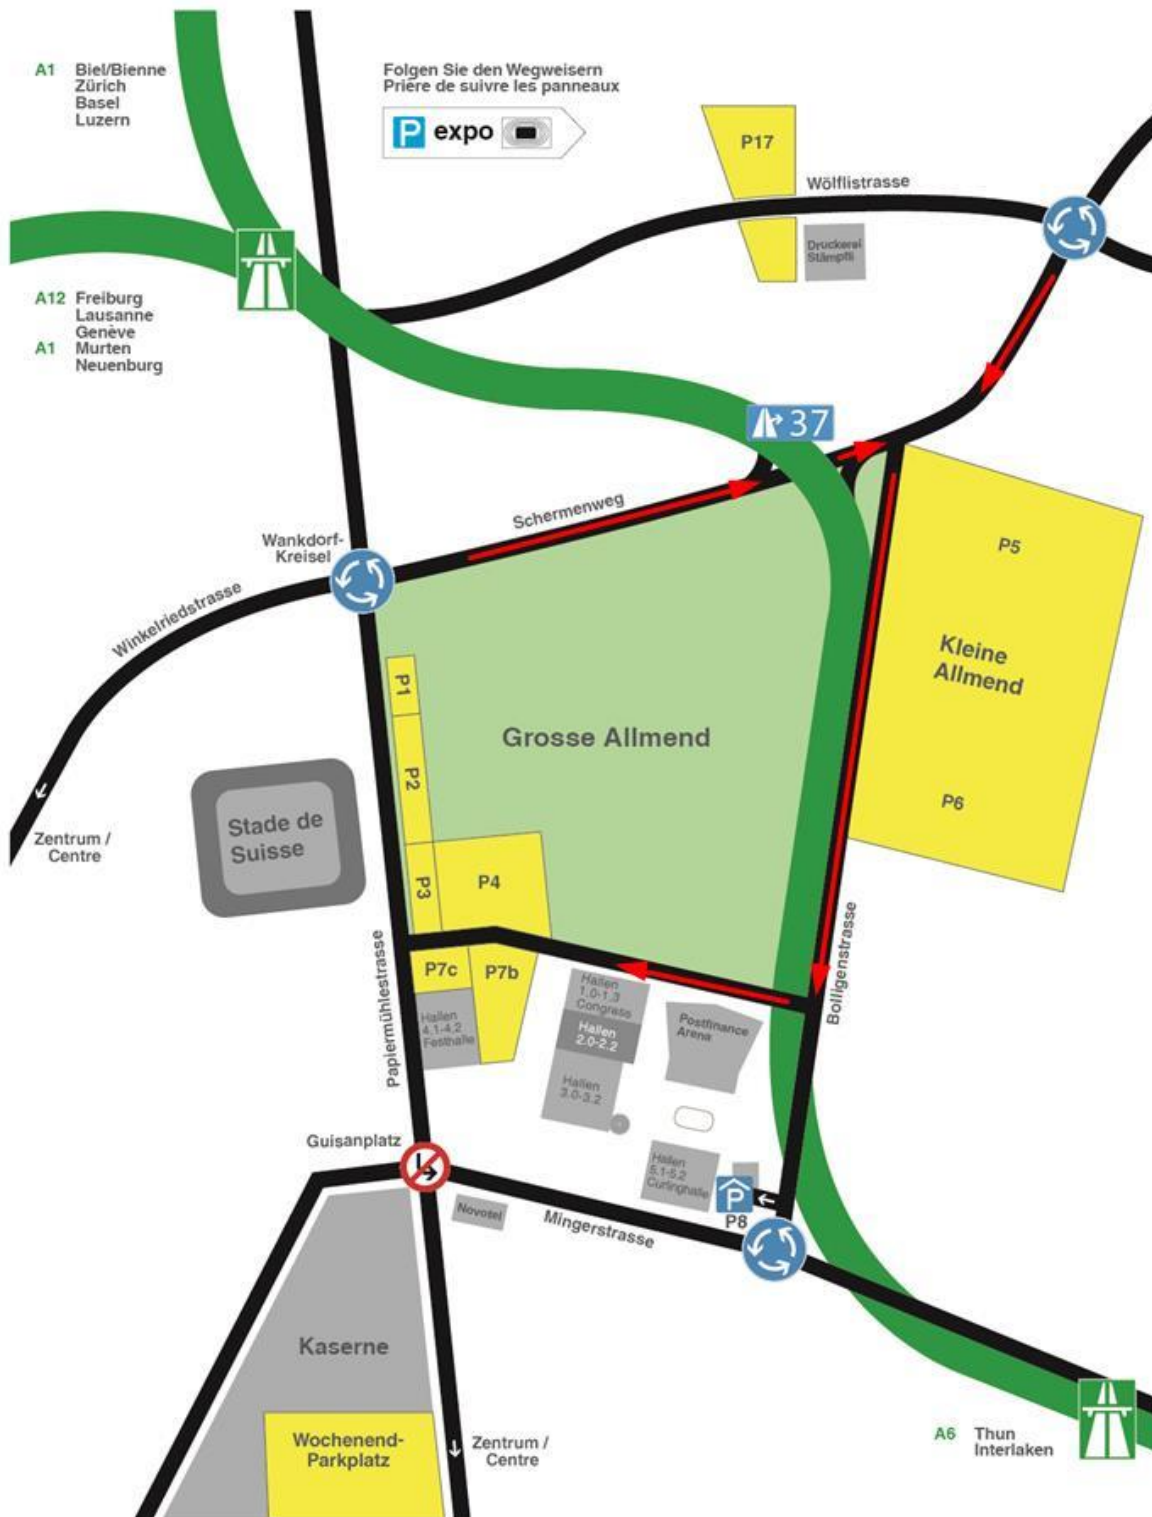 A1 Biel/Bienne
Zürich
Basel
Luzern
Folgen Sie den Wegweisern
Prière de suivre les panneaux
P expo
P17
Wölflistrasse
Druckerei
Stämpfli
A12 Freiburg
Lausanne
Genève
A1 Murten
Neuenburg
37
Schermenweg
Wankdorf-
Kreisel
Winkelriedstrasse
P5
Kleine
Allmend
P6
P1
P2
P3
P4
Grosse Allmend
Stade de
Suisse
Zentrum /
Centre
Papiermühlestrasse
Bolligenstrasse
P7c
P7b
Hallen
4.1-4.2
Festhalle
Hallen
1.0-1.3
Congress
Hallen
2.0-2.2
Hallen
3.0-3.2
Postfinance
Arena
Hallen
5.1-5.2
Curlinghalle
P
P8
Guisanplatz
Novotel
Mingerstrasse
Kaserne
Wochenend-
Parkplatz
Zentrum /
Centre
A6 Thun
Interlaken